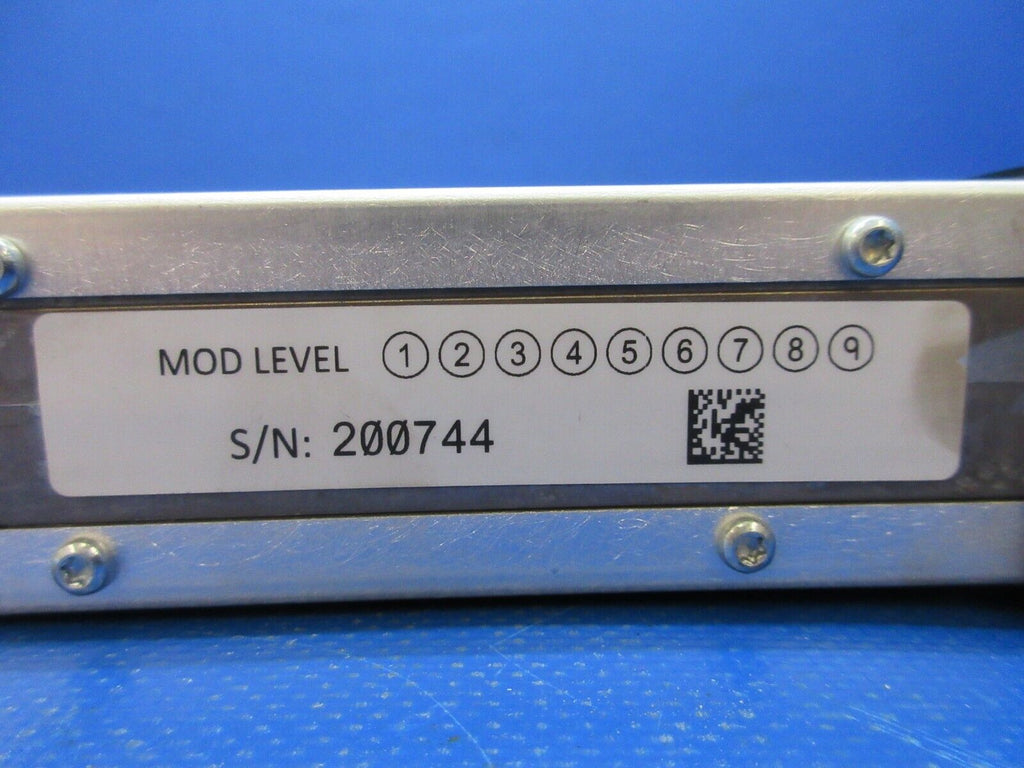 MOD LEVEL ① ② ③ ④ ⑤ ⑥ ⑦ ⑧ ⑨
S/N: 200744